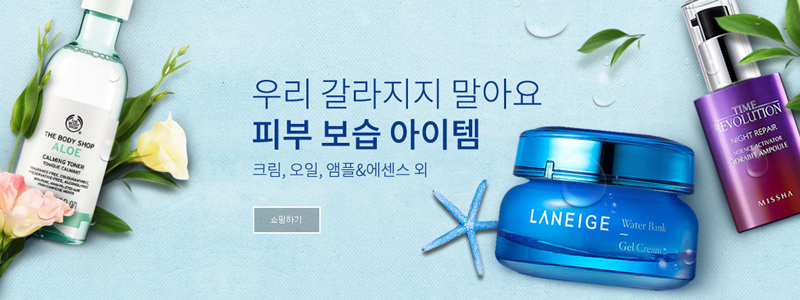 우리 갈라지지 말아요
피부 보습 아이템
크림, 오일, 앰플&에센스 외
쇼핑하기
THE BODY SHOP
ALOE
CALMING TONER
TONIQUE CALMANT
LANEIGE
Water Bank
Gel Cream
TIME
REVOLUTION
NIGHT REPAIR
SCIENCE ACTIVATOR
AMPOULE
MISSHA